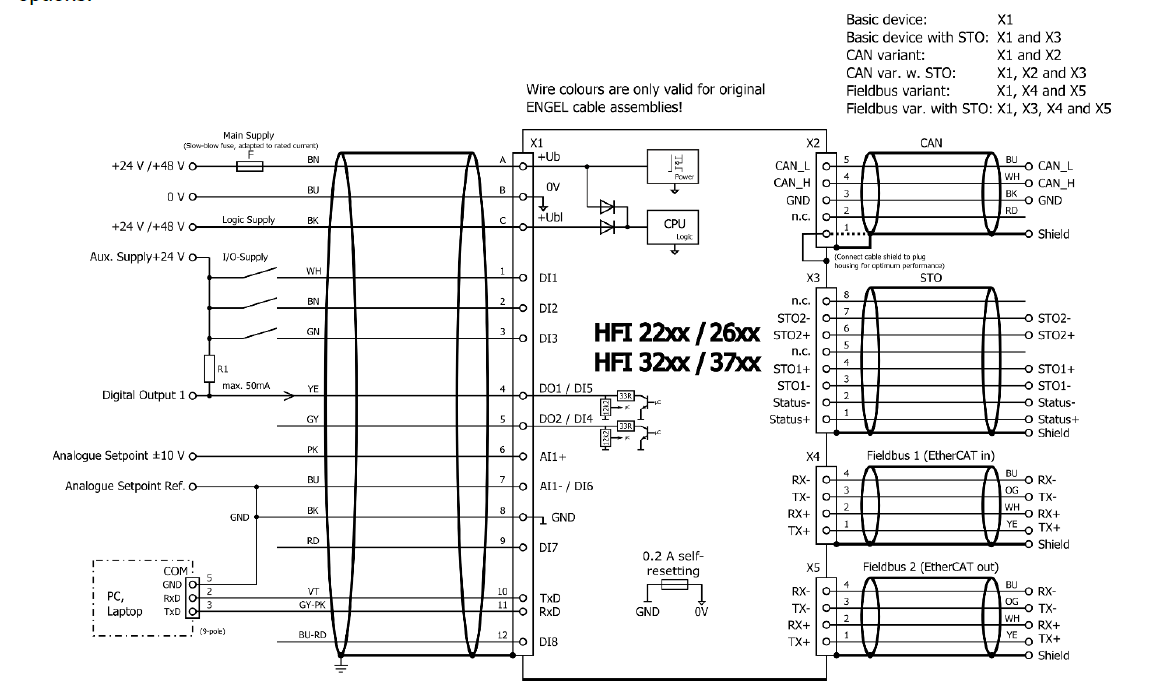 options.
Basic device: X1
Basic device with STO: X1 and X3
CAN variant: X1 and X2
CAN var. w. STO: X1, X2 and X3
Fieldbus variant: X1, X4 and X5
Fieldbus var. with STO: X1, X3, X4 and X5
Wire colours are only valid for original
ENGEL cable assemblies!
Main Supply
(Slow-blow fuse, adapted to rated current)
F
+24 V /+48 V BN A +Ub
0 V BU B 0V
+24 V /+48 V Logic Supply BK C +Ubl
Aux. Supply+24 V I/O-Supply
WH 1 DI1
BN 2 DI2
GN 3 DI3
R1
Digital Output 1 max. 50mA YE 4 DO1 / DI5
GY 5 DO2 / DI4
Analogue Setpoint ±10 V PK 6 AI1+
Analogue Setpoint Ref. BU 7 AI1- / DI6
GND BK 8 GND
RD 9 DI7
PC,
Laptop
COM
GND 5
RxD 2 VT 10 TxD
TxD 3 GY-PK 11 RxD
(9-pole)
BU-RD 12 DI8
X1
Power
CPU
Logic
33R
12k2
µC
µC
33R
12k2
µC
µC
HFI 22xx / 26xx
HFI 32xx / 37xx
0.2 A self-
resetting
GND 0V
X2 CAN
CAN_L 5 BU CAN_L
CAN_H 4 WH CAN_H
GND 3 BK GND
n.c. 2 RD
1 Shield
(Connect cable shield to plug
housing for optimum performance)
X3 STO
n.c. 8
STO2- 7 STO2-
STO2+ 6 STO2+
n.c. 5
STO1+ 4 STO1+
STO1- 3 STO1-
Status- 2 Status-
Status+ 1 Status+
Shield
X4 Fieldbus 1 (EtherCAT in)
RX- 4 BU RX-
TX- 3 OG TX-
RX+ 2 WH RX+
TX+ 1 YE TX+
Shield
X5 Fieldbus 2 (EtherCAT out)
RX- 4 BU RX-
TX- 3 OG TX-
RX+ 2 WH RX+
TX+ 1 YE TX+
Shield